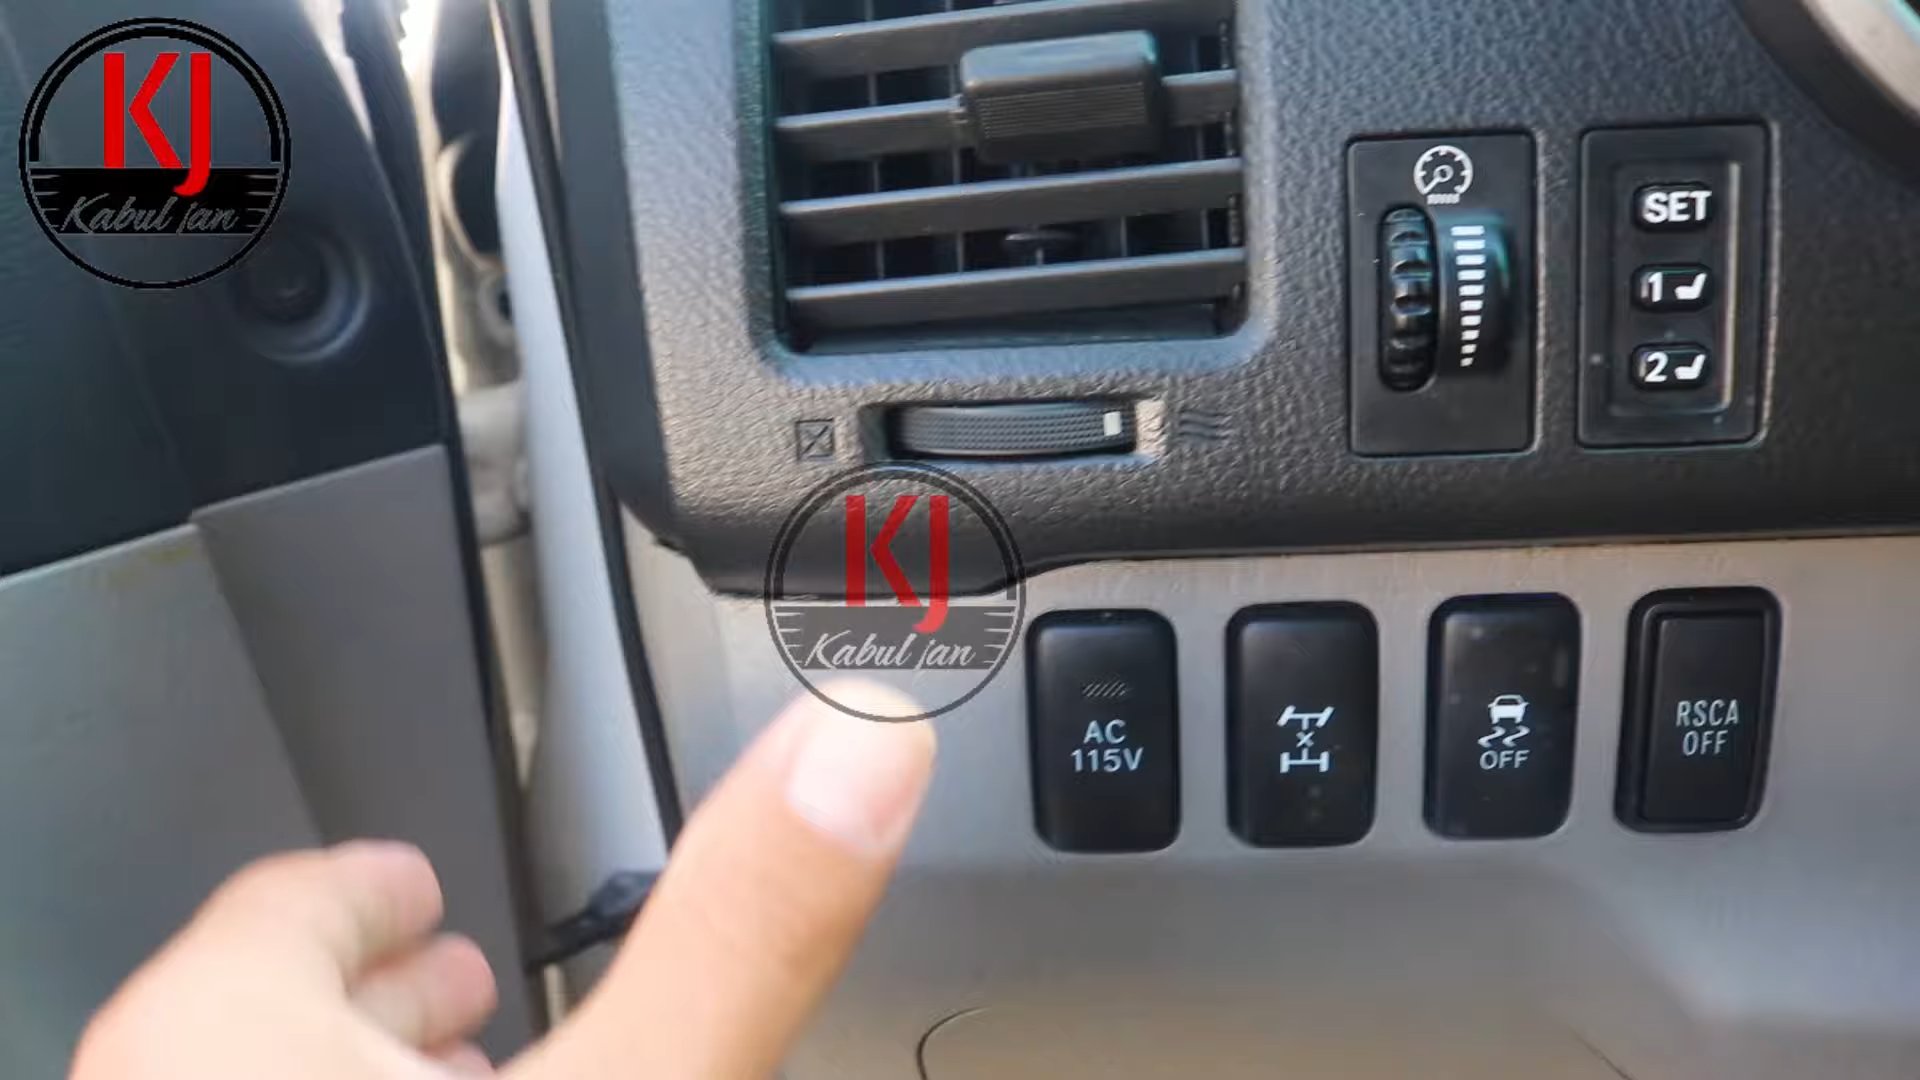 KJ
Kabul jan
SET
1
2
KJ
Kabul jan
AC
115V
OFF
RSCA
OFF